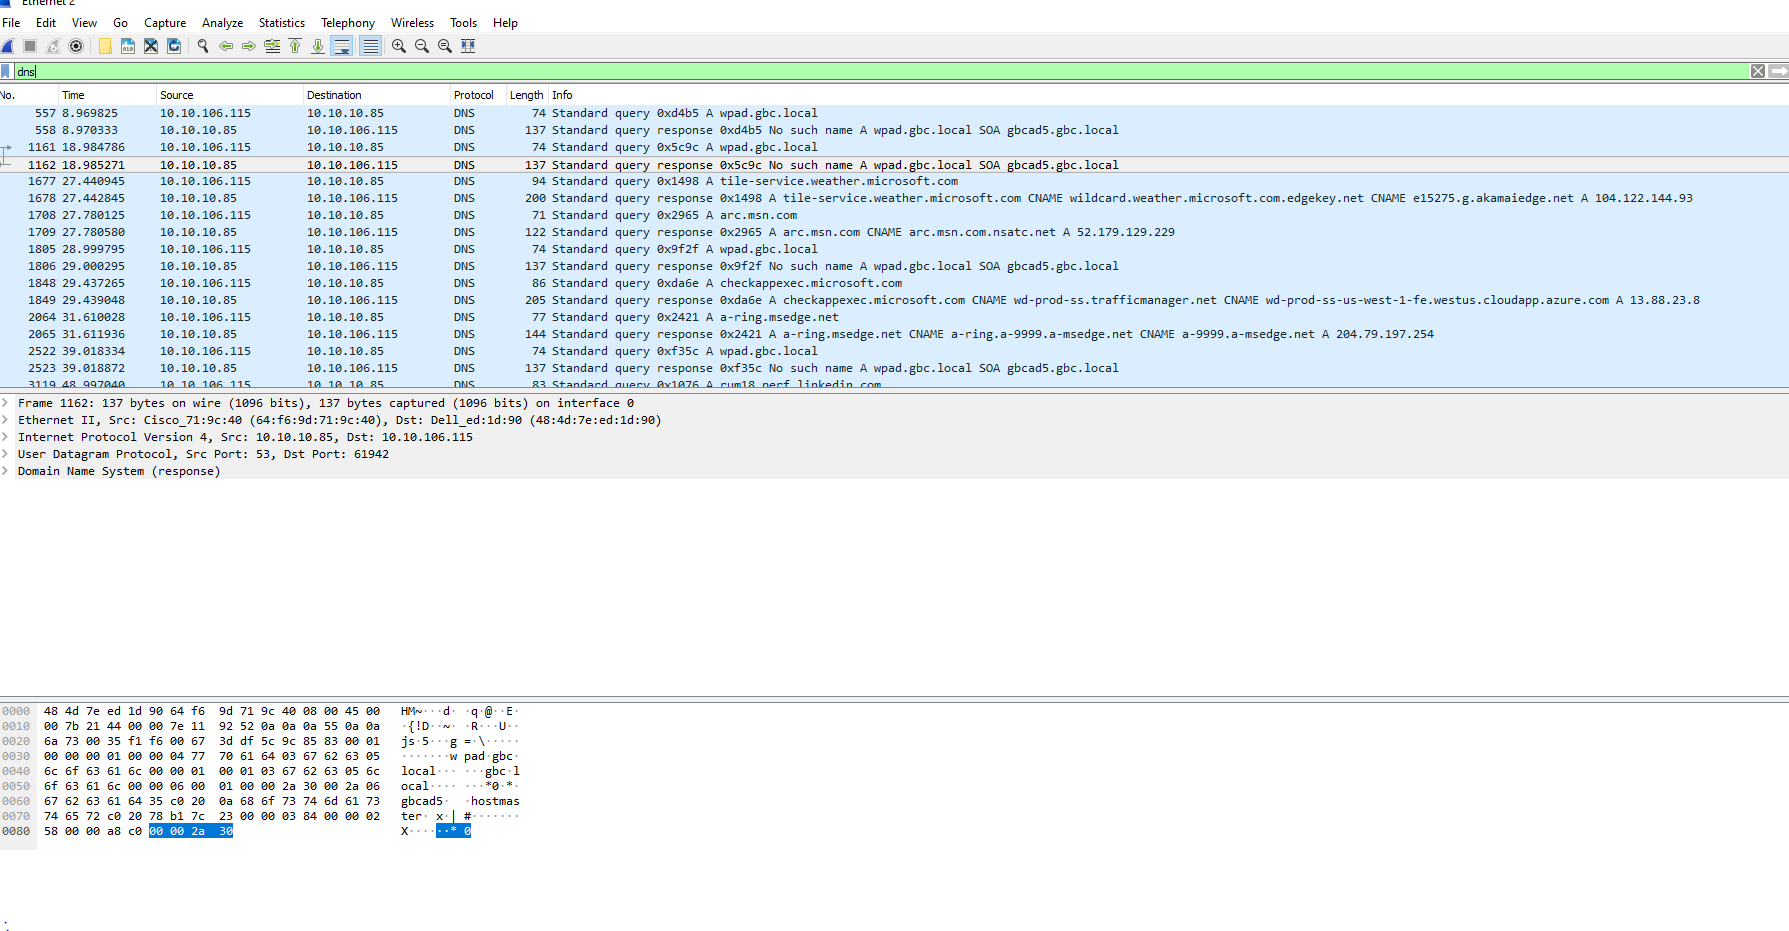 Ethernet 2
File Edit View Go Capture Analyze Statistics Telephony Wireless Tools Help
dns
No. Time Source Destination Protocol Length Info
557 8.969825 10.10.106.115 10.10.10.85 DNS 74 Standard query 0xd4b5 A wpad.gbc.local
558 8.970333 10.10.10.85 10.10.106.115 DNS 137 Standard query response 0xd4b5 No such name A wpad.gbc.local SOA gbcad5.gbc.local
1161 18.984786 10.10.106.115 10.10.10.85 DNS 74 Standard query 0x5c9c A wpad.gbc.local
1162 18.985271 10.10.10.85 10.10.106.115 DNS 137 Standard query response 0x5c9c No such name A wpad.gbc.local SOA gbcad5.gbc.local
1677 27.440945 10.10.106.115 10.10.10.85 DNS 94 Standard query 0x1498 A tile-service.weather.microsoft.com
1678 27.442845 10.10.10.85 10.10.106.115 DNS 200 Standard query response 0x1498 A tile-service.weather.microsoft.com CNAME wildcard.weather.microsoft.com.edgekey.net CNAME e15275.g.akamaiedge.net A 104.122.144.93
1708 27.780125 10.10.106.115 10.10.10.85 DNS 71 Standard query 0x2965 A arc.msn.com
1709 27.780580 10.10.10.85 10.10.106.115 DNS 122 Standard query response 0x2965 A arc.msn.com CNAME arc.msn.com.nsatc.net A 52.179.129.229
1805 28.999795 10.10.106.115 10.10.10.85 DNS 74 Standard query 0x9f2f A wpad.gbc.local
1806 29.000295 10.10.10.85 10.10.106.115 DNS 137 Standard query response 0x9f2f No such name A wpad.gbc.local SOA gbcad5.gbc.local
1848 29.437265 10.10.106.115 10.10.10.85 DNS 86 Standard query 0xda6e A checkappexec.microsoft.com
1849 29.439048 10.10.10.85 10.10.106.115 DNS 205 Standard query response 0xda6e A checkappexec.microsoft.com CNAME wd-prod-ss.trafficmanager.net CNAME wd-prod-ss-us-west-1-fe.westus.cloudapp.azure.com A 13.88.23.8
2064 31.610028 10.10.106.115 10.10.10.85 DNS 77 Standard query 0x2421 A a-ring.msedge.net
2065 31.611936 10.10.10.85 10.10.106.115 DNS 144 Standard query response 0x2421 A a-ring.msedge.net CNAME a-ring.a-9999.a-msedge.net CNAME a-9999.a-msedge.net A 204.79.197.254
2522 39.018334 10.10.106.115 10.10.10.85 DNS 74 Standard query 0xf35c A wpad.gbc.local
2523 39.018872 10.10.10.85 10.10.106.115 DNS 137 Standard query response 0xf35c No such name A wpad.gbc.local SOA gbcad5.gbc.local
3119 48.997040 10.10.106.115 10.10.10.85 DNS 83 Standard query 0x1076 A rum18.perf.linkedin.com
Frame 1162: 137 bytes on wire (1096 bits), 137 bytes captured (1096 bits) on interface 0
Ethernet II, Src: Cisco_71:9c:40 (64:f6:9d:71:9c:40), Dst: Dell_ed:1d:90 (48:4d:7e:ed:1d:90)
Internet Protocol Version 4, Src: 10.10.10.85, Dst: 10.10.106.115
User Datagram Protocol, Src Port: 53, Dst Port: 61942
Domain Name System (response)
0000 48 4d 7e ed 1d 90 64 f6 9d 71 9c 40 08 00 45 00 HM~···d· ·q·@··E·
0010 00 7b 21 44 00 00 7e 11 92 52 0a 0a 0a 55 0a 0a ·{!D··~· ·R···U··
0020 6a 73 00 35 f1 f6 00 67 3d df 5c 9c 85 83 00 01 js·5···g =·\·····
0030 00 00 00 01 00 00 04 77 70 61 64 03 67 62 63 05 ·······w pad·gbc·
0040 6c 6f 63 61 6c 00 00 01 00 01 03 67 62 63 05 6c local··· ···gbc·l
0050 6f 63 61 6c 00 00 06 00 01 00 00 2a 30 00 2a 06 ocal···· ···*0·*·
0060 67 62 63 61 64 35 c0 20 0a 68 6f 73 74 6d 61 73 gbcad5· ·hostmas
0070 74 65 72 c0 20 78 b1 7c 23 00 00 03 84 00 00 02 ter· x·| #·······
0080 58 00 00 a8 c0 00 00 2a 30 X······* 0